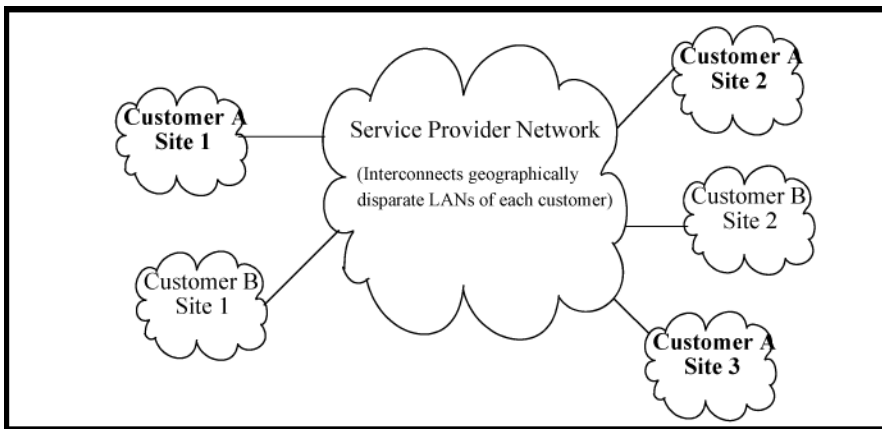 Customer A
Site 1
Customer B
Site 1
Service Provider Network
(Interconnects geographically
disparate LANs of each customer)
Customer A
Site 2
Customer B
Site 2
Customer A
Site 3